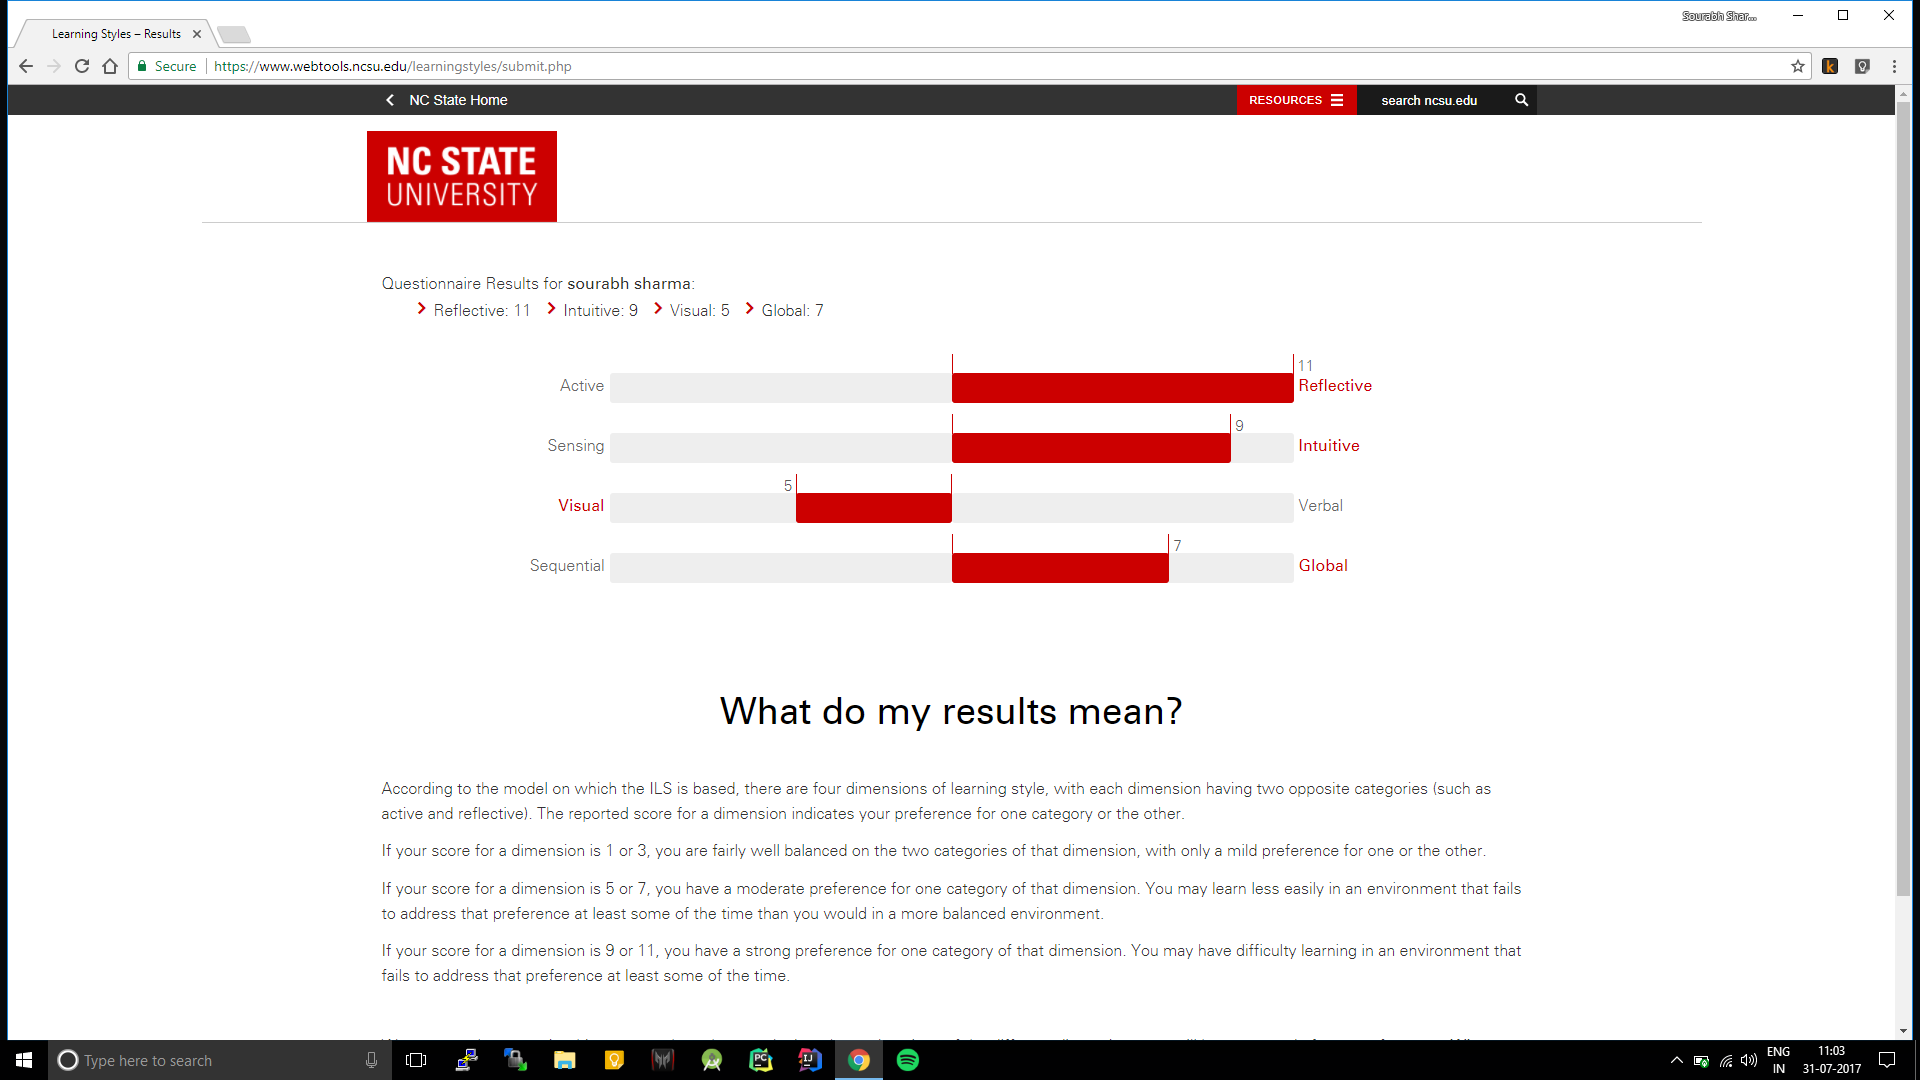 Sourabh Shar...
Learning Styles – Results
Secure https://www.webtools.ncsu.edu/learningstyles/submit.php
NC State Home
RESOURCES
search ncsu.edu
NC STATE
UNIVERSITY
Questionnaire Results for sourabh sharma:
Reflective: 11 Intuitive: 9 Visual: 5 Global: 7
11
Active Reflective
9
Sensing Intuitive
5
Visual Verbal
7
Sequential Global
What do my results mean?
According to the model on which the ILS is based, there are four dimensions of learning style, with each dimension having two opposite categories (such as
active and reflective). The reported score for a dimension indicates your preference for one category or the other.
If your score for a dimension is 1 or 3, you are fairly well balanced on the two categories of that dimension, with only a mild preference for one or the other.
If your score for a dimension is 5 or 7, you have a moderate preference for one category of that dimension. You may learn less easily in an environment that fails
to address that preference at least some of the time than you would in a more balanced environment.
If your score for a dimension is 9 or 11, you have a strong preference for one category of that dimension. You may have difficulty learning in an environment that
fails to address that preference at least some of the time.
Type here to search
PC
IJ
ENG
IN
11:03
31-07-2017